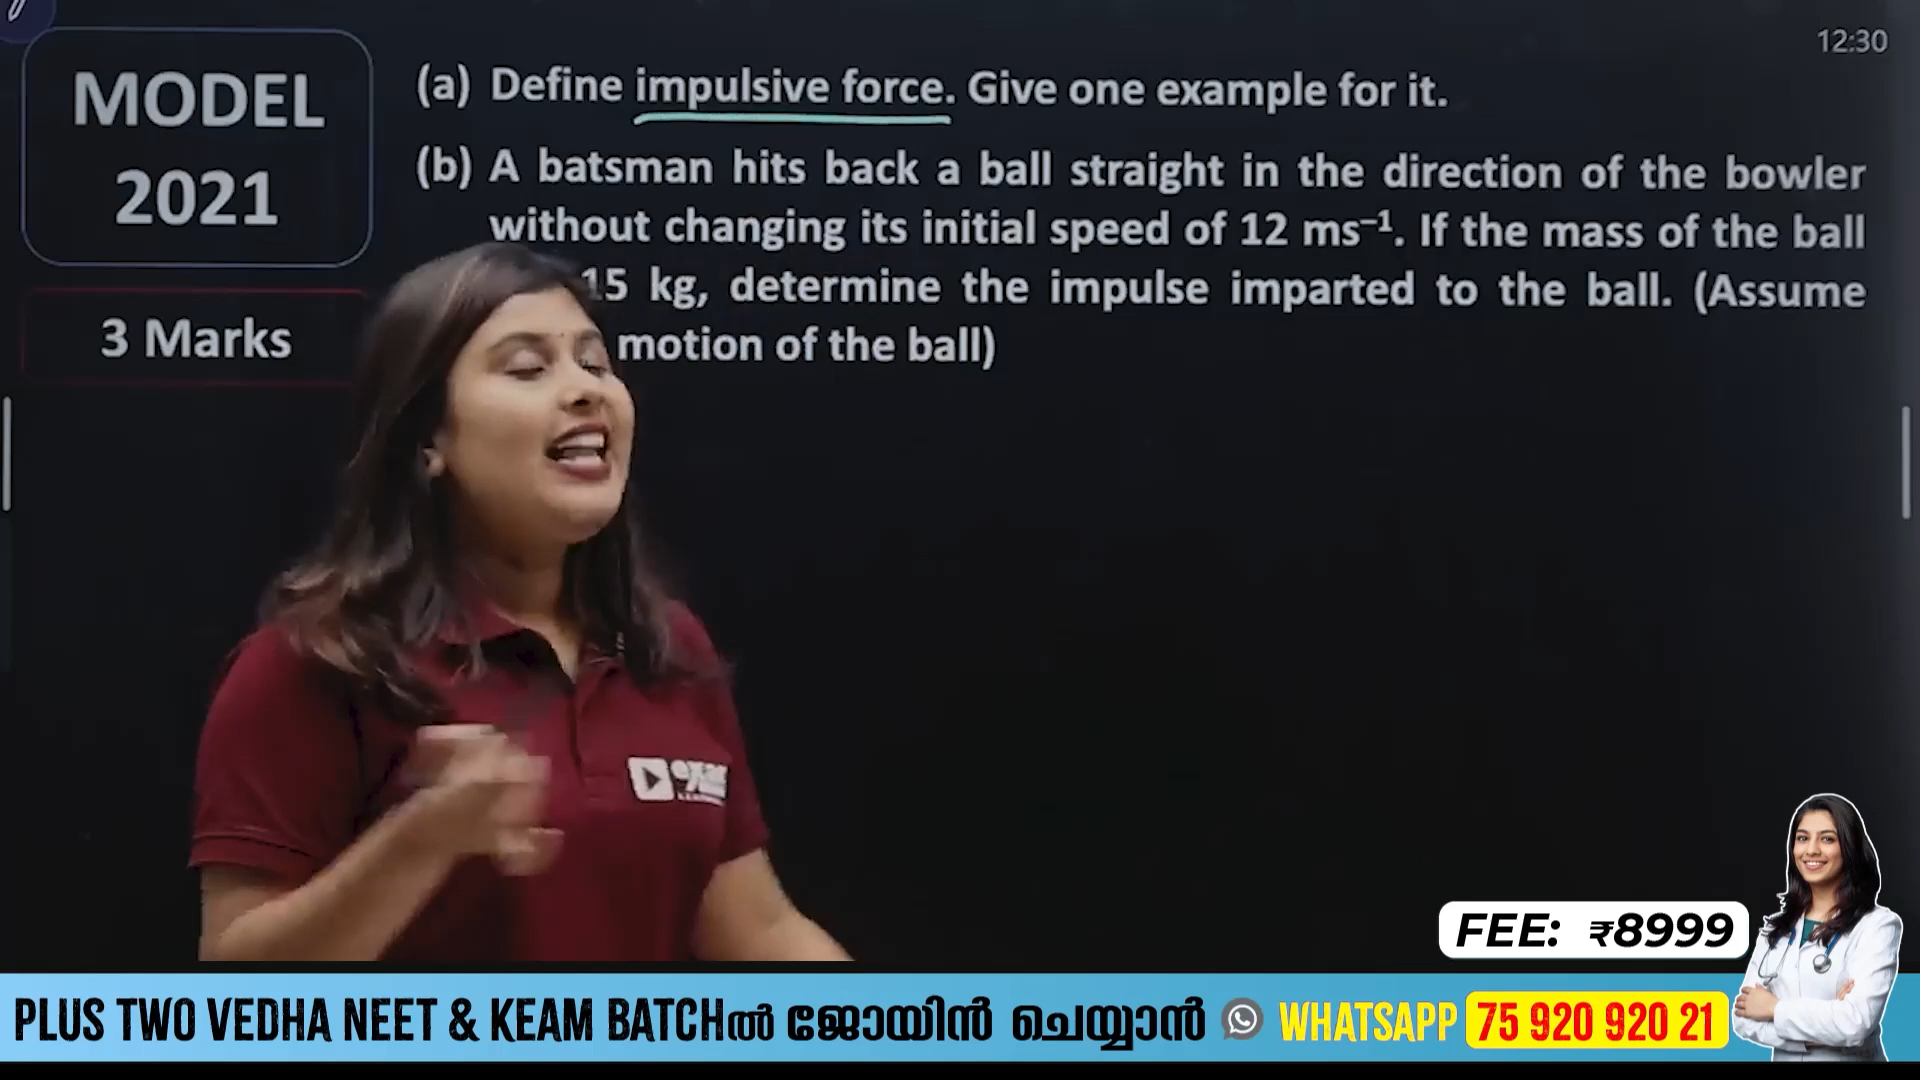 12:30
MODEL
2021
3 Marks
(a) Define impulsive force. Give one example for it.
(b) A batsman hits back a ball straight in the direction of the bowler
without changing its initial speed of 12 ms⁻¹. If the mass of the ball
15 kg, determine the impulse imparted to the ball. (Assume
motion of the ball)
FEE: ₹8999
PLUS TWO VEDHA NEET & KEAM BATCHൽ ജോയിൻ ചെയ്യാൻ WHATSAPP 75 920 920 21